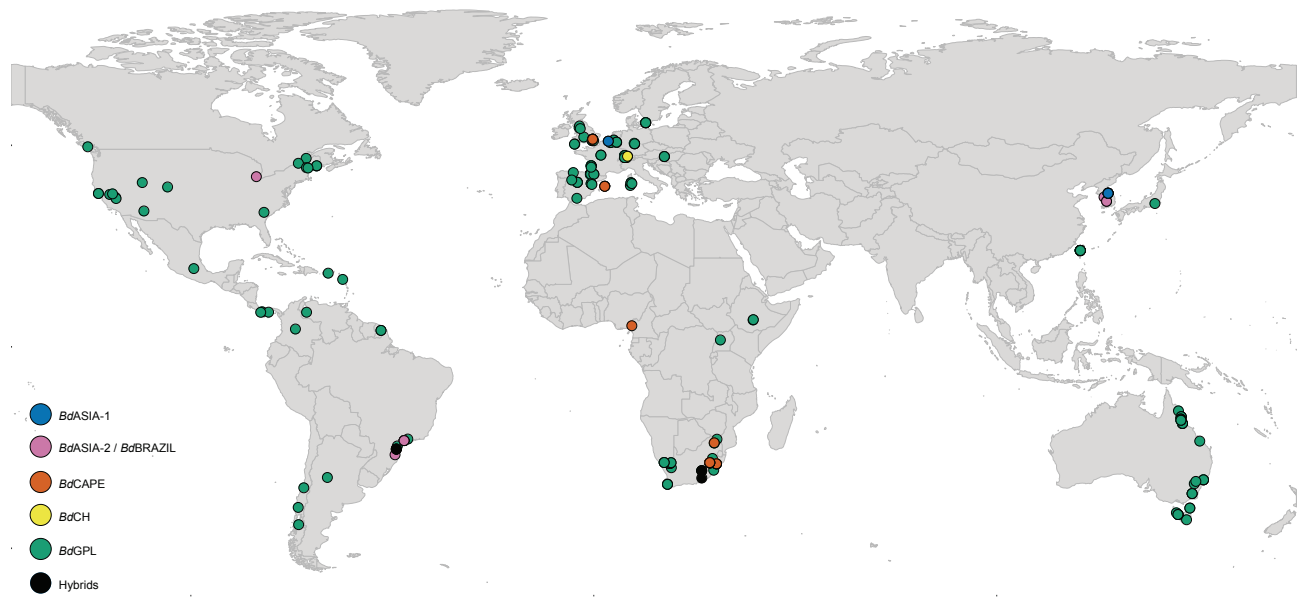 BdASIA-1
BdASIA-2 / BdBRAZIL
BdCAPE
BdCH
BdGPL
Hybrids